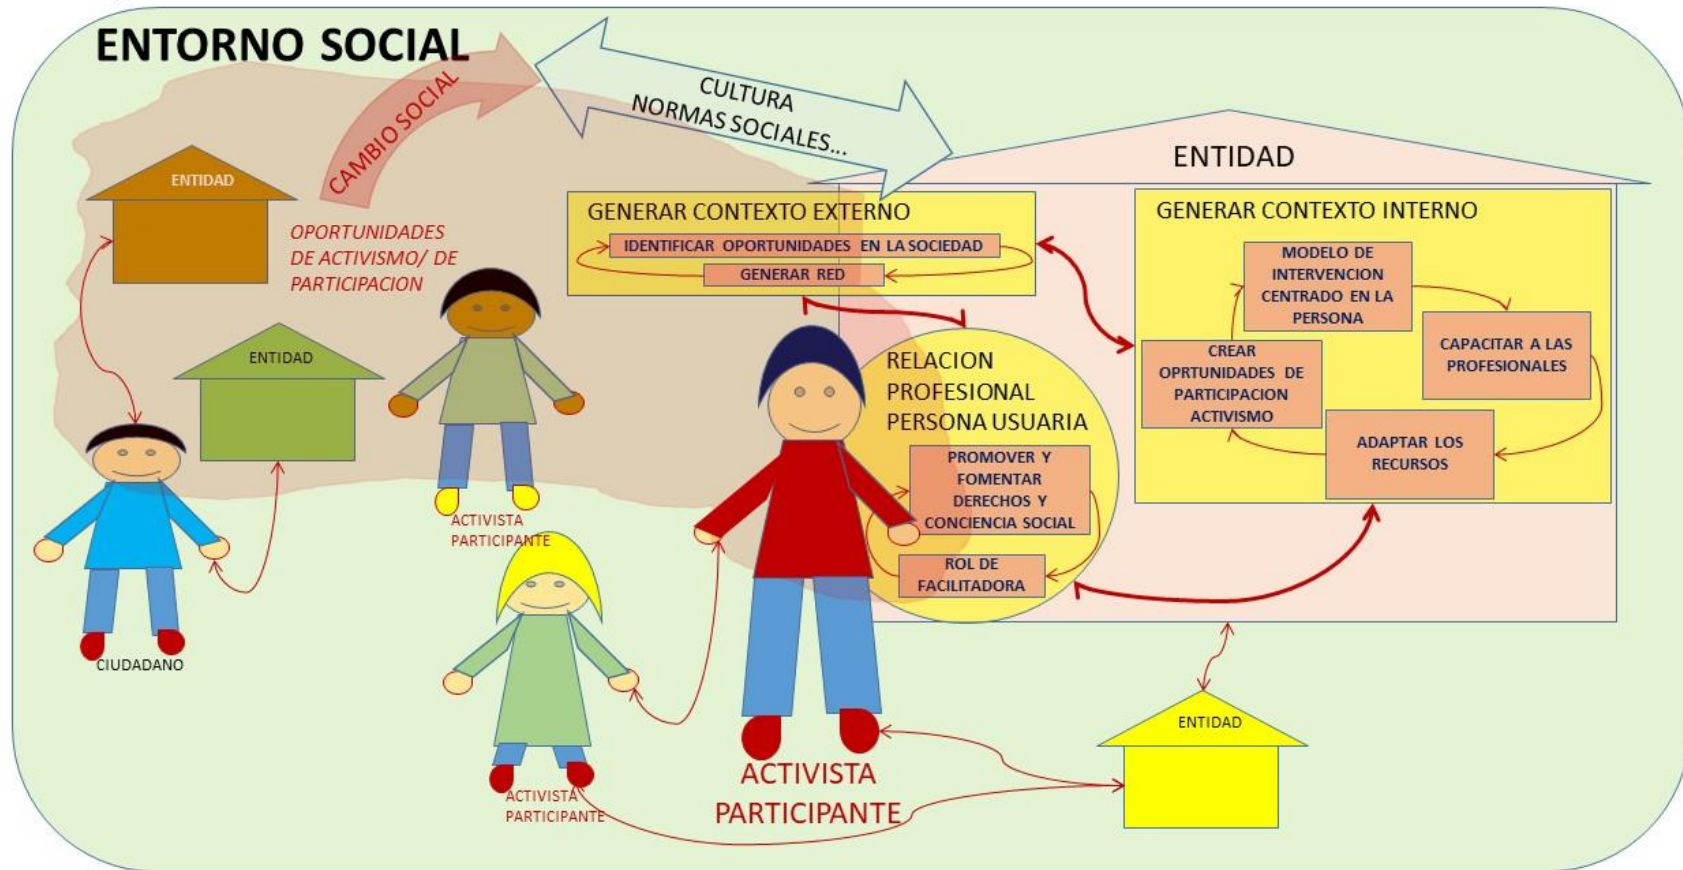 ENTORNO SOCIAL
CAMBIO SOCIAL
CULTURA
NORMAS SOCIALES...
ENTIDAD
OPORTUNIDADES
DE ACTIVISMO/ DE
PARTICIPACION
ENTIDAD
CIUDADANO
ACTIVISTA
PARTICIPANTE
ACTIVISTA
PARTICIPANTE
ACTIVISTA
PARTICIPANTE
ENTIDAD
GENERAR CONTEXTO EXTERNO
IDENTIFICAR OPORTUNIDADES EN LA SOCIEDAD
GENERAR RED
RELACION
PROFESIONAL
PERSONA USUARIA
PROMOVER Y
FOMENTAR
DERECHOS Y
CONCIENCIA SOCIAL
ROL DE
FACILITADORA
GENERAR CONTEXTO INTERNO
MODELO DE
INTERVENCION
CENTRADO EN LA
PERSONA
CAPACITAR A LAS
PROFESIONALES
ADAPTAR LOS
RECURSOS
CREAR
OPRTUNIDADES DE
PARTICIPACION
ACTIVISMO
ENTIDAD